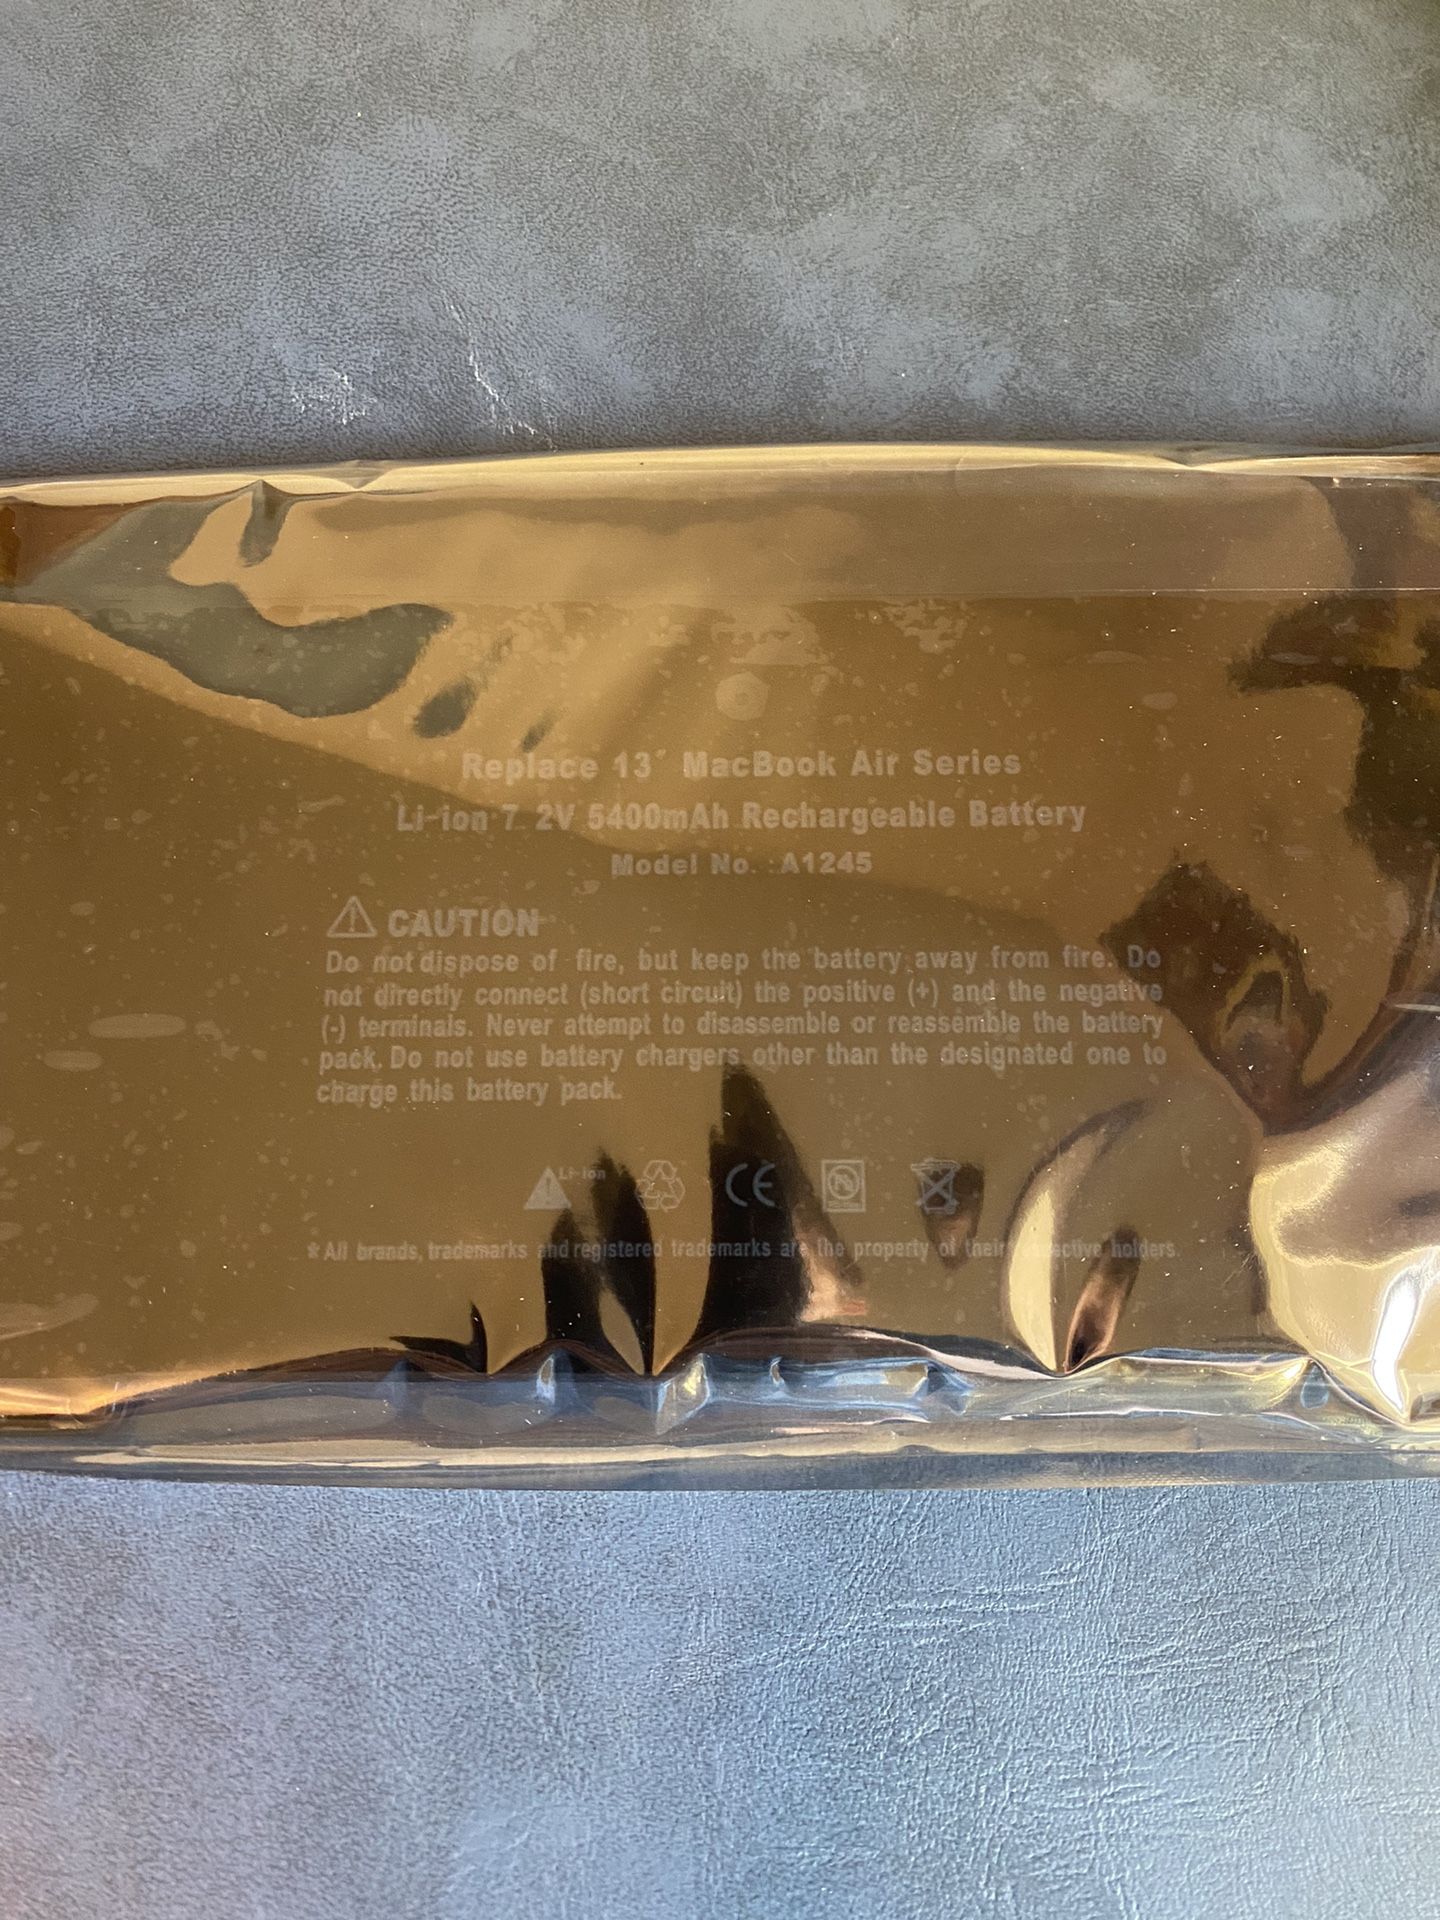 Replace 13″ MacBook Air Series
Li-ion 7.2V 5400mAh Rechargeable Battery
Model No.:A1245
⚠ CAUTION
Do not dispose of fire, but keep the battery away from fire. Do
not directly connect (short circuit) the positive (+) and the negative
(-) terminals. Never attempt to disassemble or reassemble the battery
pack. Do not use battery chargers other than the designated one to
charge this battery pack.
Li-ion
CE
*All brands, trademarks and registered trademarks are the property of their holders.